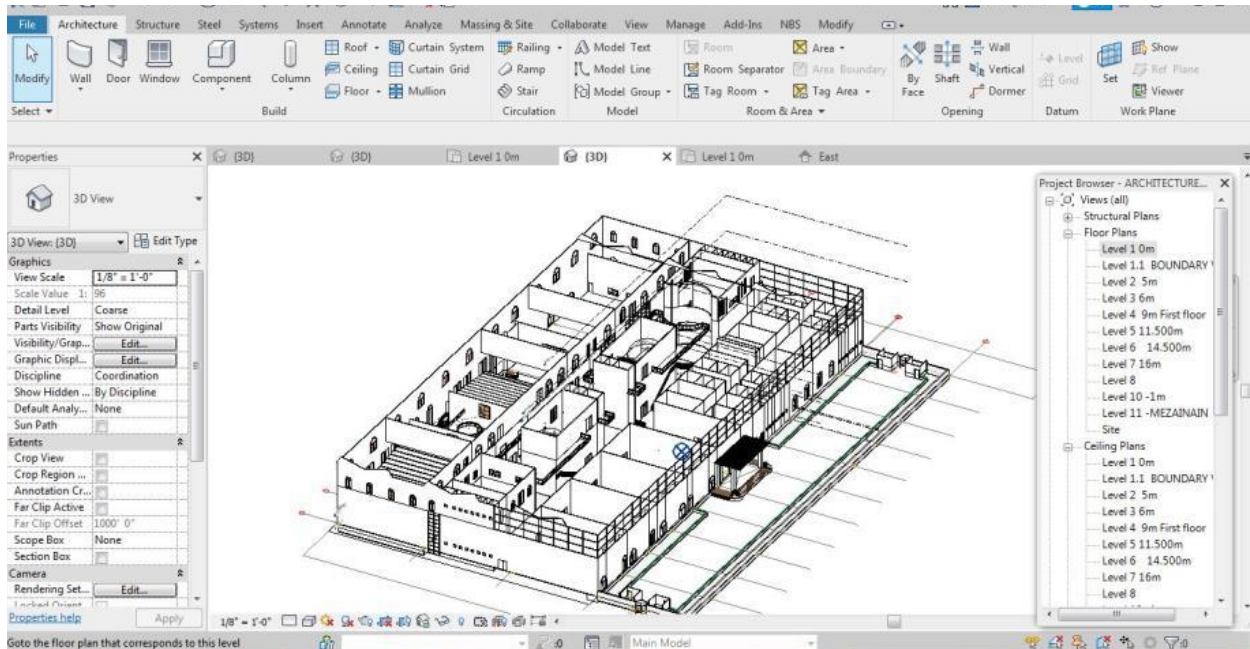 File Architecture Structure Steel Systems Insert Annotate Analyze Massing & Site Collaborate View Manage Add-Ins NBS Modify
Modify Wall Door Window Component Column
Roof Curtain System
Ceiling Curtain Grid
Floor Mullion
Railing
Ramp
Stair
Model Text
Model Line
Model Group
Room
Room Separator
Tag Room
Area
Area Boundary
Tag Area
By Face
Shaft
Wall
Vertical
Dormer
Level
Grid
Set
Show
Ref Plane
Viewer
Select Build Circulation Model Room & Area Opening Datum Work Plane
Properties
{3D} {3D} Level 1 0m {3D} Level 1 0m East
3D View
3D View: {3D} Edit Type
Graphics
View Scale 1/8" = 1'-0"
Scale Value 1: 96
Detail Level Coarse
Parts Visibility Show Original
Visibility/Grap... Edit...
Graphic Displ... Edit...
Discipline Coordination
Show Hidden ... By Discipline
Default Analy... None
Sun Path
Extents
Crop View
Crop Region ...
Annotation Cr...
Far Clip Active
Far Clip Offset 1000' 0"
Scope Box None
Section Box
Camera
Rendering Set... Edit...
Locked Orient...
Properties help Apply
Project Browser - ARCHITECTURE...
Views (all)
Structural Plans
Floor Plans
Level 1 0m
Level 1.1 BOUNDARY
Level 2 5m
Level 3 6m
Level 4 9m First floor
Level 5 11.500m
Level 6 14.500m
Level 7 16m
Level 8
Level 10 -1m
Level 11 -MEZAINAIN
Site
Ceiling Plans
Level 1 0m
Level 1.1 BOUNDARY
Level 2 5m
Level 3 6m
Level 4 9m First floor
Level 5 11.500m
Level 6 14.500m
Level 7 16m
Level 8
1/8" = 1'-0"
Goto the floor plan that corresponds to this level :0 Main Model :0